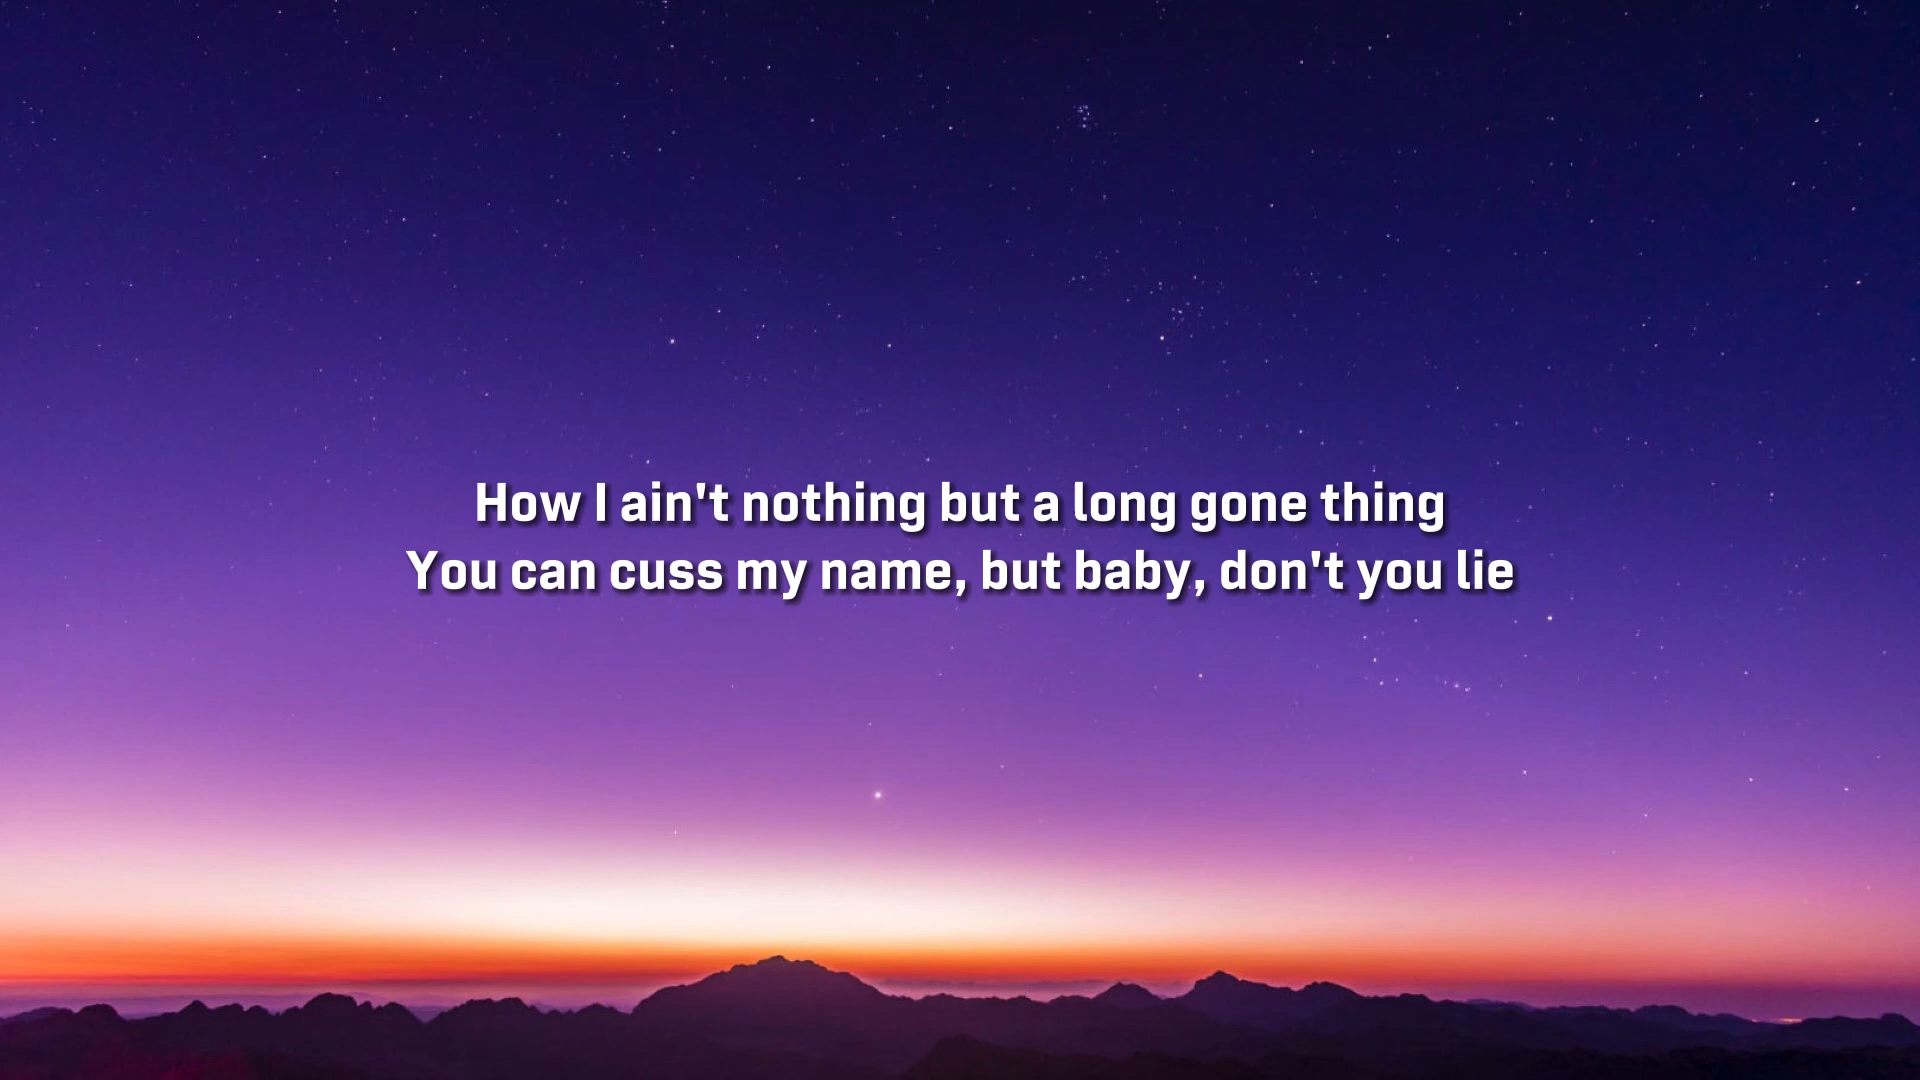 How I ain't nothing but a long gone thing
You can cuss my name, but baby, don't you lie